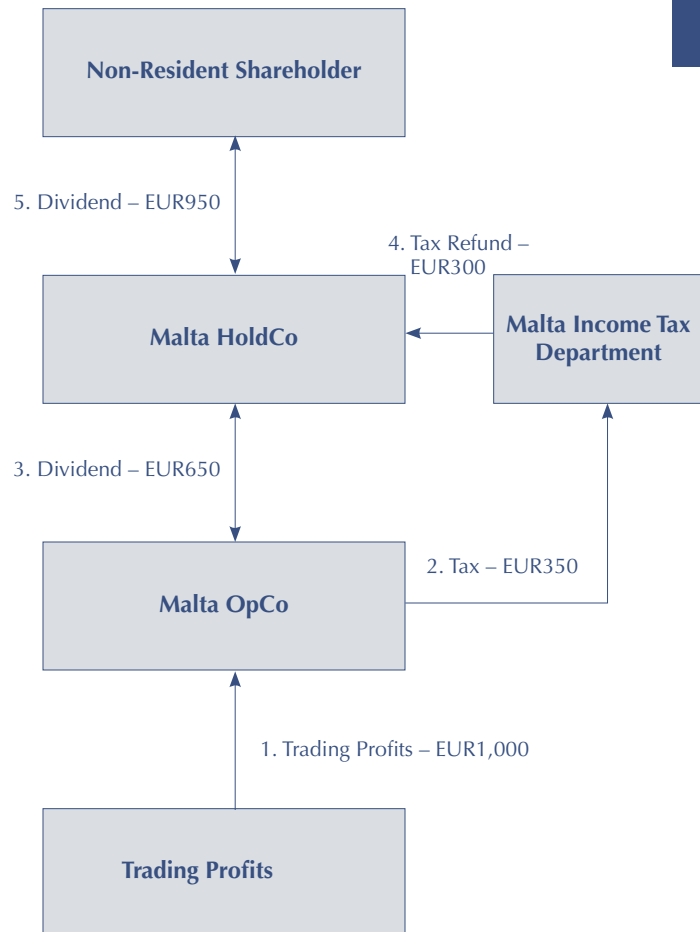 Non-Resident Shareholder
5. Dividend – EUR950
4. Tax Refund –
EUR300
Malta HoldCo
Malta Income Tax
Department
3. Dividend – EUR650
2. Tax – EUR350
Malta OpCo
1. Trading Profits – EUR1,000
Trading Profits